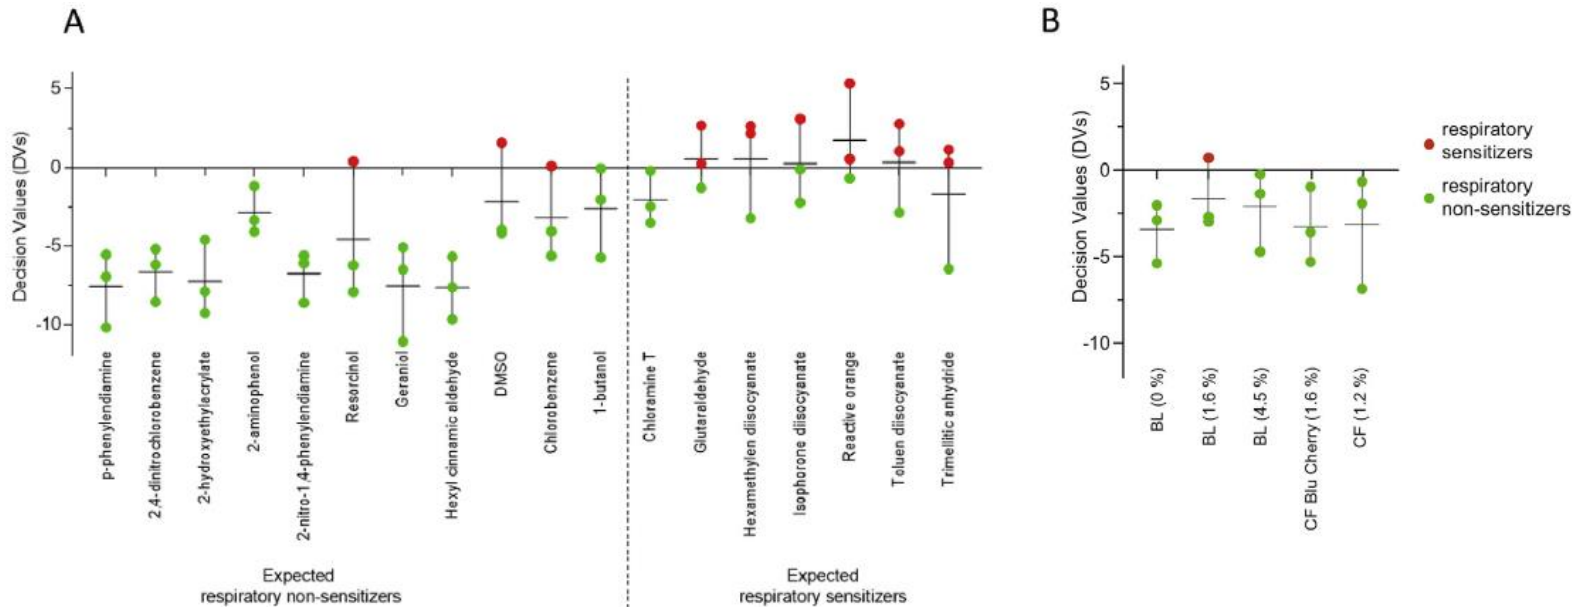 A
Decision Values (DVs)
5
0
-5
-10
p-phenylendiamine
2,4-dinitrochlorobenzene
2-hydroxyethylacrylate
2-aminophenol
2-nitro-1,4-phenylendiamine
Resorcinol
Geraniol
Hexyl cinnamic aldehyde
DMSO
Chlorobenzene
1-butanol
Chloramine T
Glutaraldehyde
Hexamethylen diisocyanate
Isophorone diisocyanate
Reactive orange
Toluen diisocyanate
Trimellitic anhydride
Expected
respiratory non-sensitizers
Expected
respiratory sensitizers
B
Decision Values (DVs)
5
0
-5
-10
BL (0 %)
BL (1.6 %)
BL (4.5 %)
CF Blu Cherry (1.6 %)
CF (1.2 %)
respiratory
sensitizers
respiratory
non-sensitizers